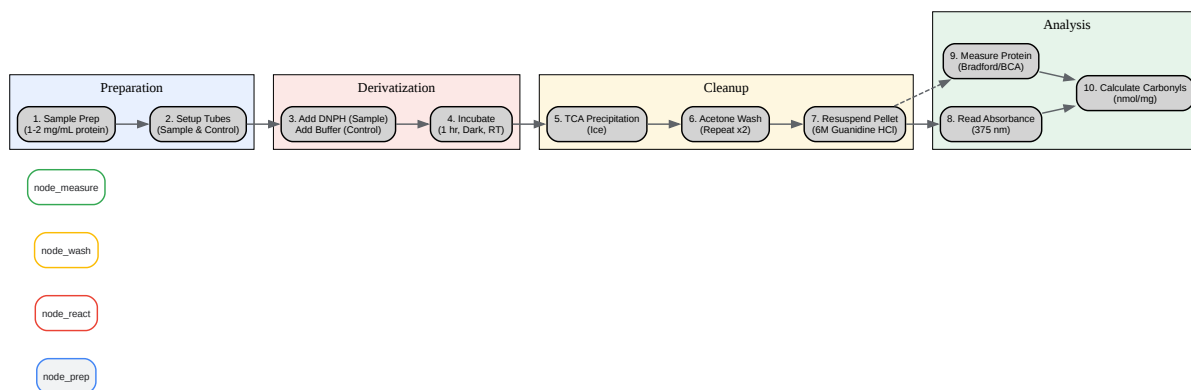 Preparation
1. Sample Prep
(1-2 mg/mL protein)
2. Setup Tubes
(Sample & Control)
Derivatization
3. Add DNPH (Sample)
Add Buffer (Control)
4. Incubate
(1 hr, Dark, RT)
Cleanup
5. TCA Precipitation
(Ice)
6. Acetone Wash
(Repeat x2)
7. Resuspend Pellet
(6M Guanidine HCl)
Analysis
9. Measure Protein
(Bradford/BCA)
8. Read Absorbance
(375 nm)
10. Calculate Carbonyls
(nmol/mg)
node_measure
node_wash
node_react
node_prep